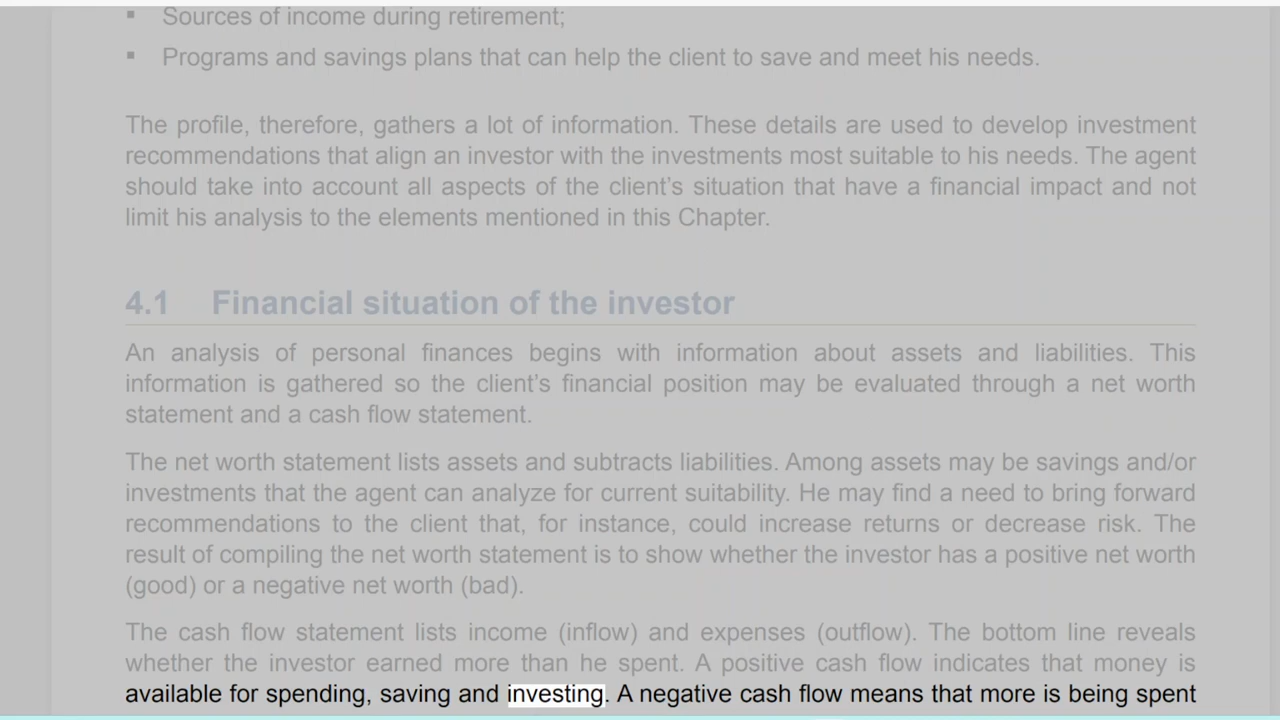 ▪ Sources of income during retirement;
▪ Programs and savings plans that can help the client to save and meet his needs.
The profile, therefore, gathers a lot of information. These details are used to develop investment
recommendations that align an investor with the investments most suitable to his needs. The agent
should take into account all aspects of the client's situation that have a financial impact and not
limit his analysis to the elements mentioned in this Chapter.
4.1 Financial situation of the investor
An analysis of personal finances begins with information about assets and liabilities. This
information is gathered so the client's financial position may be evaluated through a net worth
statement and a cash flow statement.
The net worth statement lists assets and subtracts liabilities. Among assets may be savings and/or
investments that the agent can analyze for current suitability. He may find a need to bring forward
recommendations to the client that, for instance, could increase returns or decrease risk. The
result of compiling the net worth statement is to show whether the investor has a positive net worth
(good) or a negative net worth (bad).
The cash flow statement lists income (inflow) and expenses (outflow). The bottom line reveals
whether the investor earned more than he spent. A positive cash flow indicates that money is
available for spending, saving and investing. A negative cash flow means that more is being spent